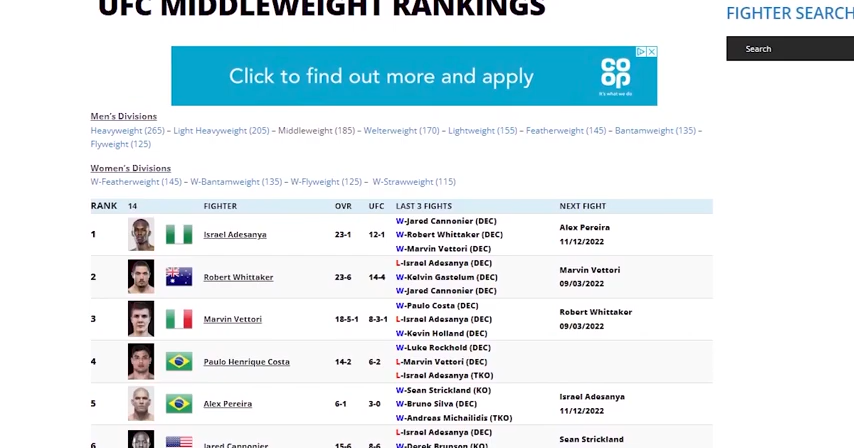 UFC MIDDLEWEIGHT RANKINGS
FIGHTER SEARCH
Search
Click to find out more and apply
CO
OP
It's what we do
Men's Divisions
Heavyweight (265) – Light Heavyweight (205) – Middleweight (185) – Welterweight (170) – Lightweight (155) – Featherweight (145) – Bantamweight (135) –
Flyweight (125)
Women's Divisions
W-Featherweight (145) – W-Bantamweight (135) – W-Flyweight (125) – W-Strawweight (115)
RANK 14 FIGHTER OVR UFC LAST 3 FIGHTS NEXT FIGHT
W-Jared Cannonier (DEC)
1 Israel Adesanya 23-1 12-1 W-Robert Whittaker (DEC) Alex Pereira
W-Marvin Vettori (DEC) 11/12/2022
L-Israel Adesanya (DEC)
2 Robert Whittaker 23-6 14-4 W-Kelvin Gastelum (DEC) Marvin Vettori
W-Jared Cannonier (DEC) 09/03/2022
W-Paulo Costa (DEC)
3 Marvin Vettori 18-5-1 8-3-1 L-Israel Adesanya (DEC) Robert Whittaker
W-Kevin Holland (DEC) 09/03/2022
W-Luke Rockhold (DEC)
4 Paulo Henrique Costa 14-2 6-2 L-Marvin Vettori (DEC)
L-Israel Adesanya (TKO)
W-Sean Strickland (KO)
5 Alex Pereira 6-1 3-0 W-Bruno Silva (DEC) Israel Adesanya
W-Andreas Michailidis (TKO) 11/12/2022
L-Israel Adesanya (DEC)
6 Jared Cannonier 15-6 8-6 W-Derek Brunson (KO) Sean Strickland